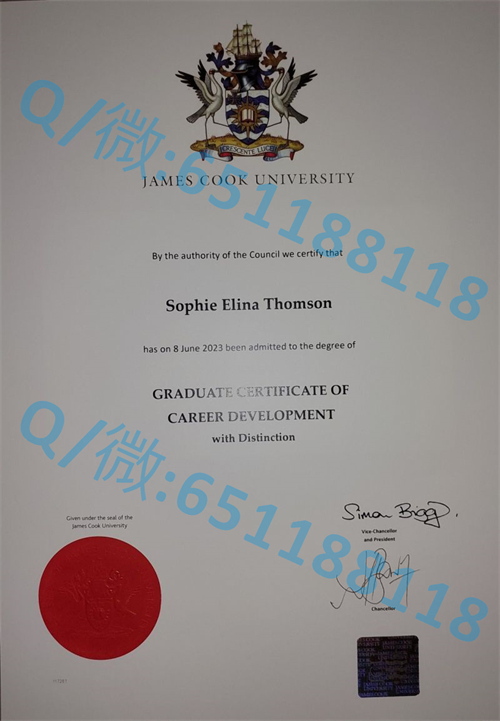 CRESCENTE LUCE
JAMES COOK UNIVERSITY
By the authority of the Council we certify that
Sophie Elina Thomson
has on 8 June 2023 been admitted to the degree of
GRADUATE CERTIFICATE OF
CAREER DEVELOPMENT
with Distinction
Given under the seal of the
James Cook University
Simon Biggs
Vice-Chancellor
and President
Chancellor
Q/微:651188118
Q/微:651188118